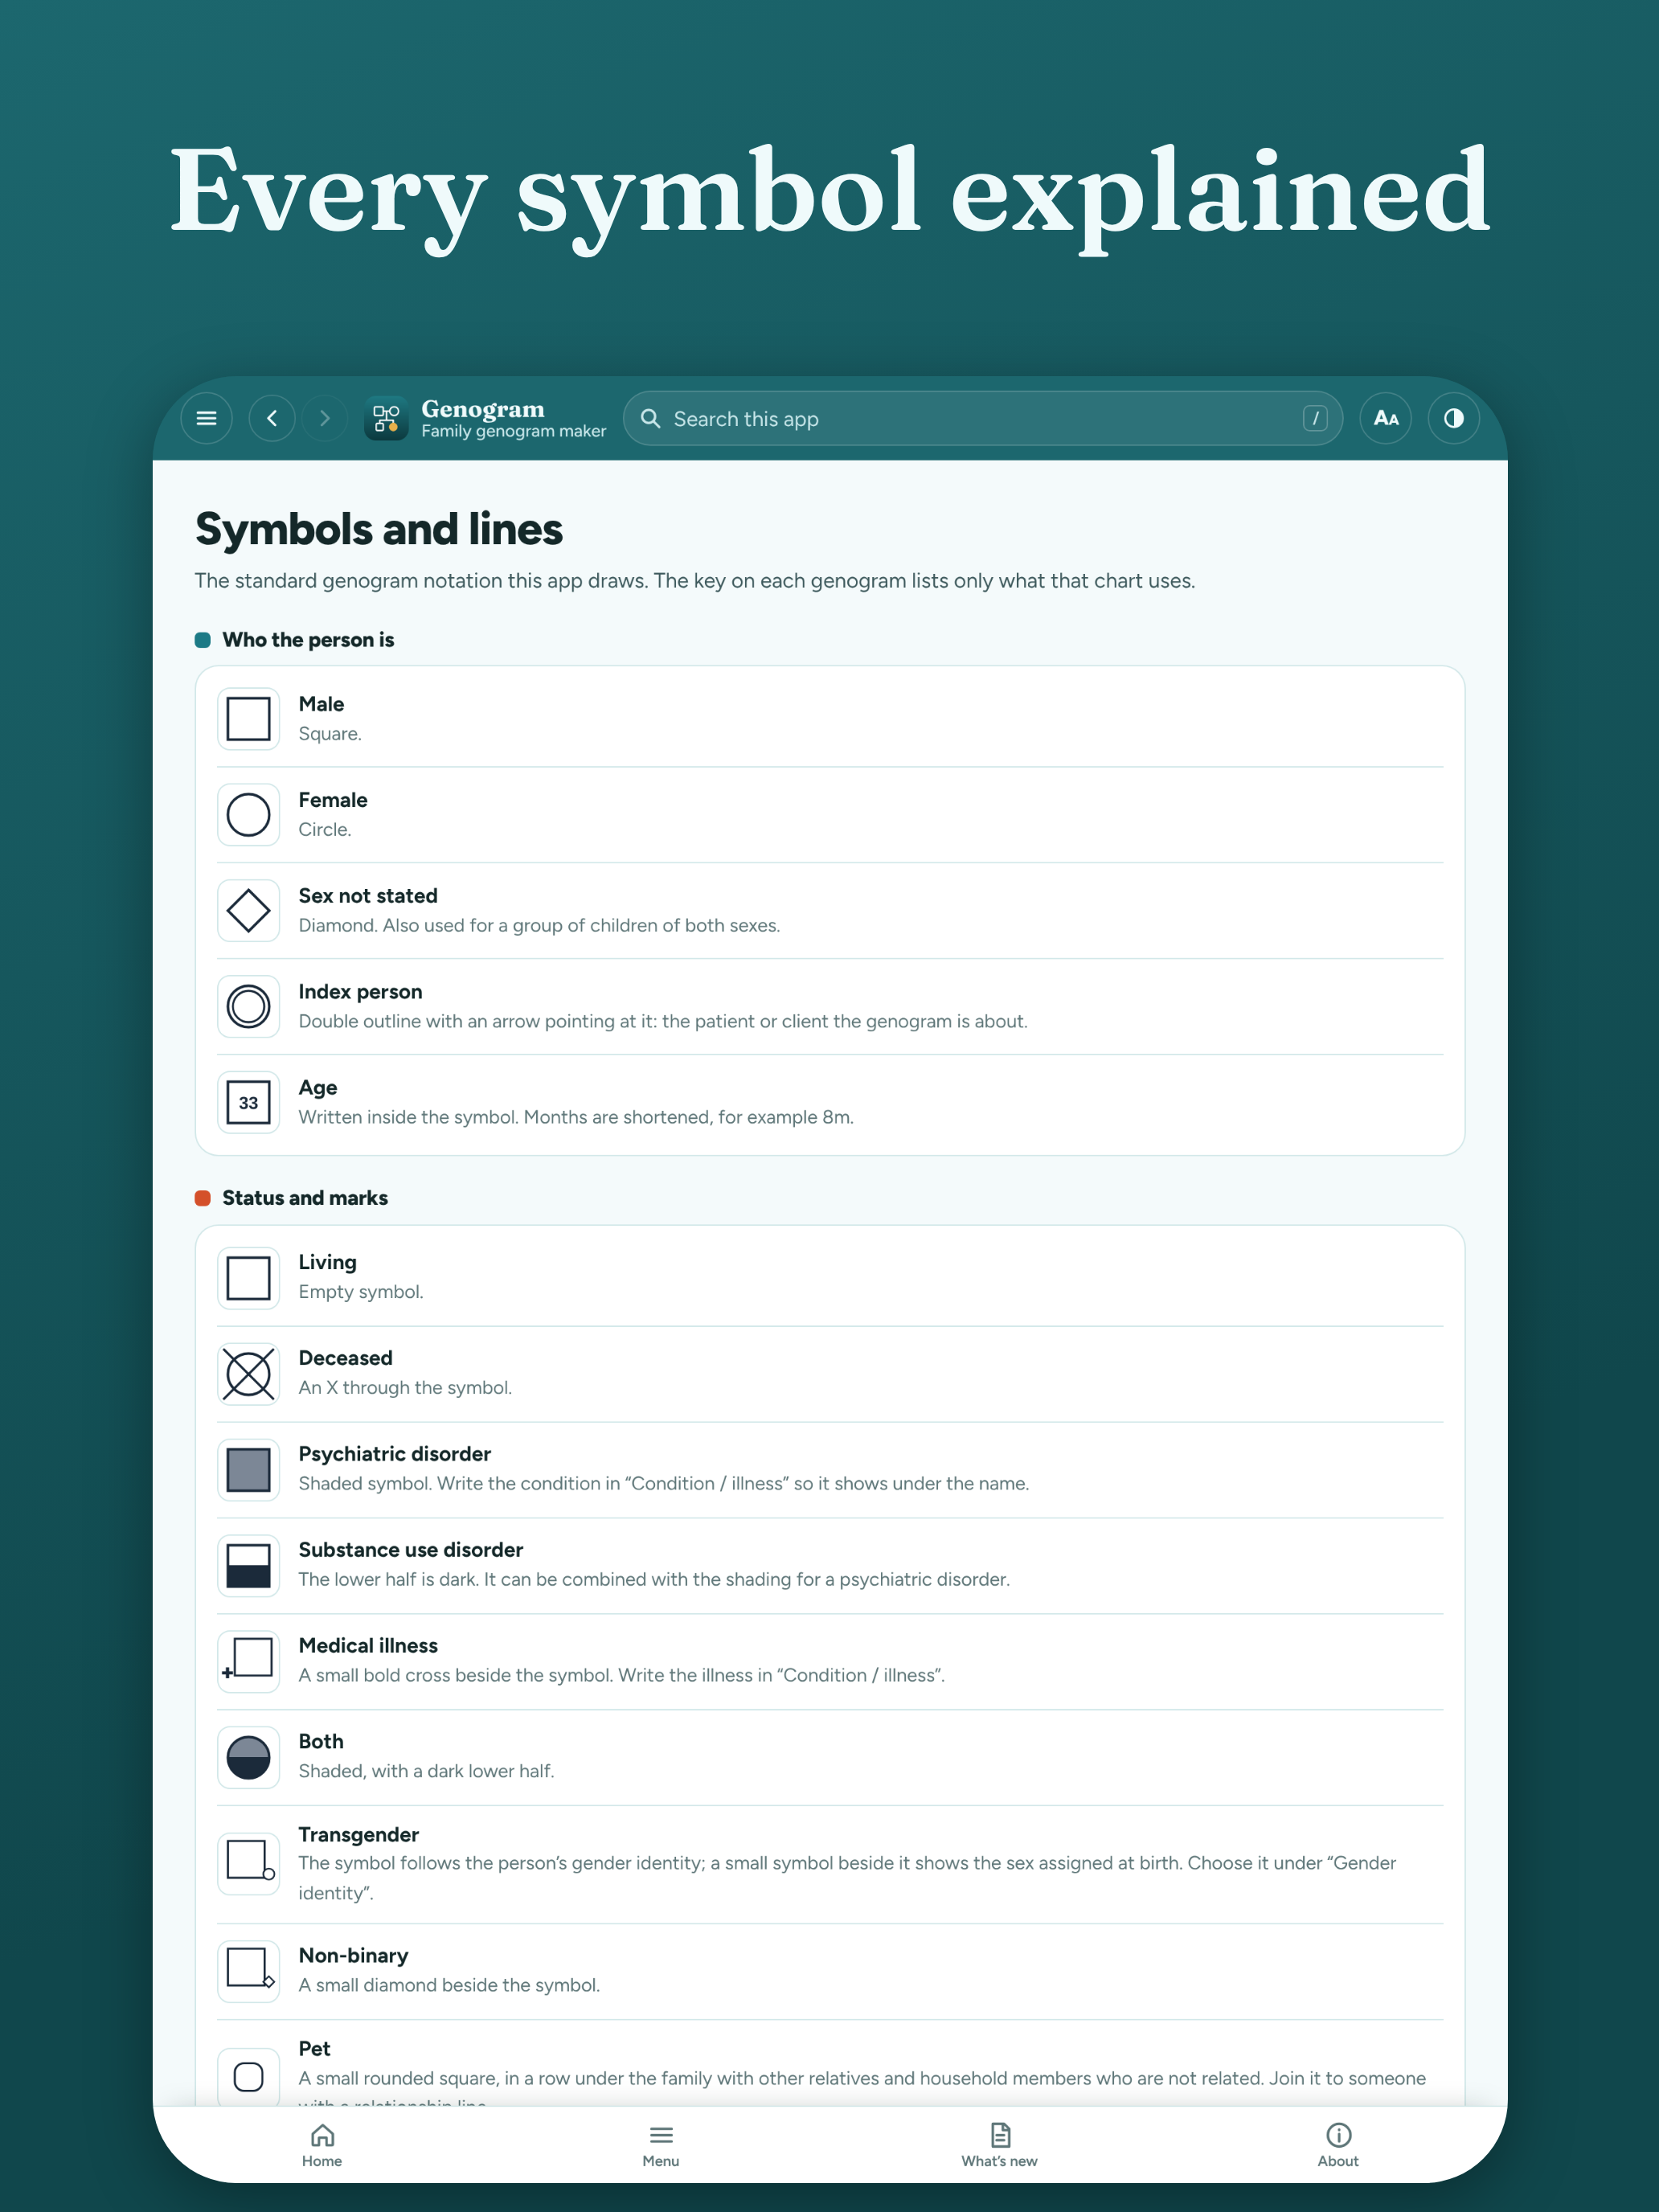 Every symbol explained
Genogram
Family genogram maker
Search this app
/
AA
Symbols and lines
The standard genogram notation this app draws. The key on each genogram lists only what that chart uses.
Who the person is
Male
Square.
Female
Circle.
Sex not stated
Diamond. Also used for a group of children of both sexes.
Index person
Double outline with an arrow pointing at it: the patient or client the genogram is about.
33
Age
Written inside the symbol. Months are shortened, for example 8m.
Status and marks
Living
Empty symbol.
Deceased
An X through the symbol.
Psychiatric disorder
Shaded symbol. Write the condition in “Condition / illness” so it shows under the name.
Substance use disorder
The lower half is dark. It can be combined with the shading for a psychiatric disorder.
Medical illness
A small bold cross beside the symbol. Write the illness in “Condition / illness”.
Both
Shaded, with a dark lower half.
Transgender
The symbol follows the person’s gender identity; a small symbol beside it shows the sex assigned at birth. Choose it under “Gender
identity”.
Non-binary
A small diamond beside the symbol.
Pet
A small rounded square, in a row under the family with other relatives and household members who are not related. Join it to someone
with a relationship line.
Home
Menu
What’s new
About